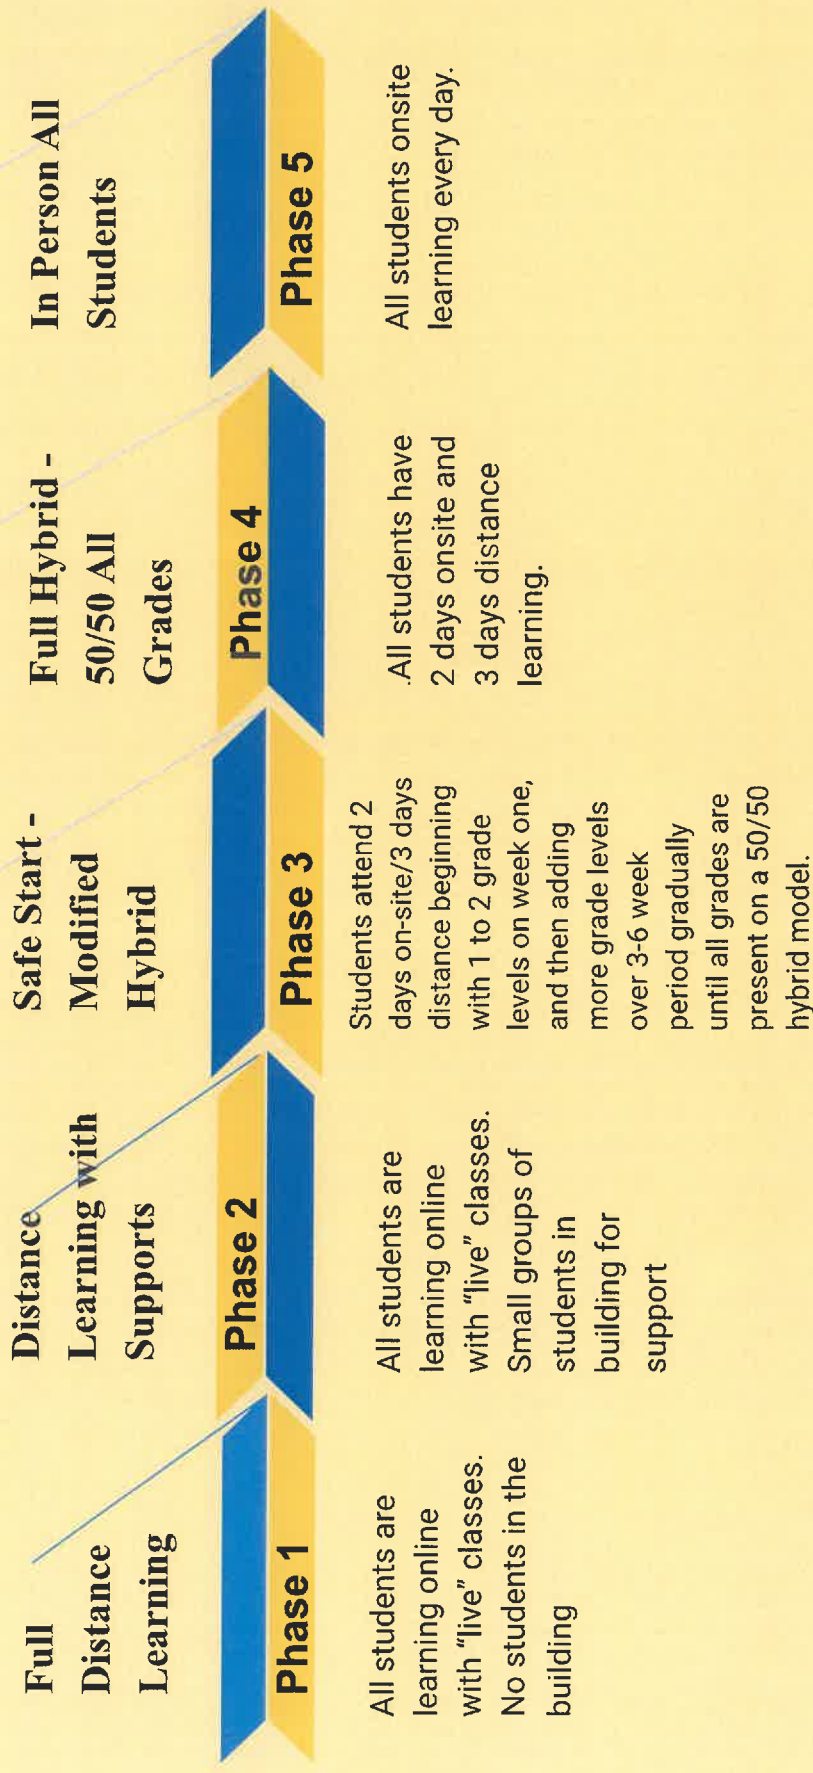 Full
Distance
Learning
Phase 1
All students are
learning online
with "live" classes.
No students in the
building
Distance
Learning with
Supports
Phase 2
All students are
learning online
with "live" classes.
Small groups of
students in
building for
support
Safe Start -
Modified
Hybrid
Phase 3
Students attend 2
days on-site/3 days
distance beginning
with 1 to 2 grade
levels on week one,
and then adding
more grade levels
over 3-6 week
period gradually
until all grades are
present on a 50/50
hybrid model.
Full Hybrid -
50/50 All
Grades
Phase 4
.All students have
2 days onsite and
3 days distance
learning.
In Person All
Students
Phase 5
All students onsite
learning every day.